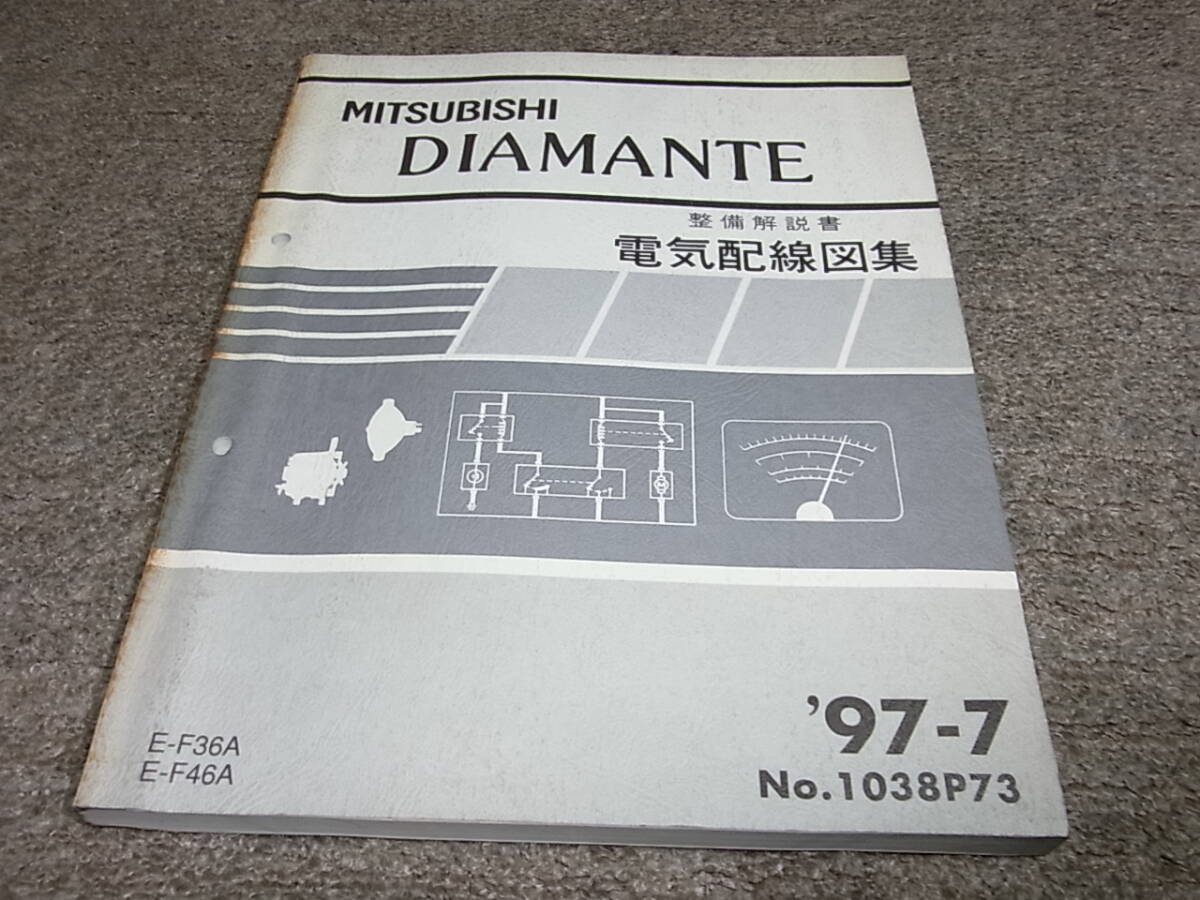 MITSUBISHI
DIAMANTE
整備解説書
電気配線図集
E-F36A
E-F46A
'97-7
No.1038P73